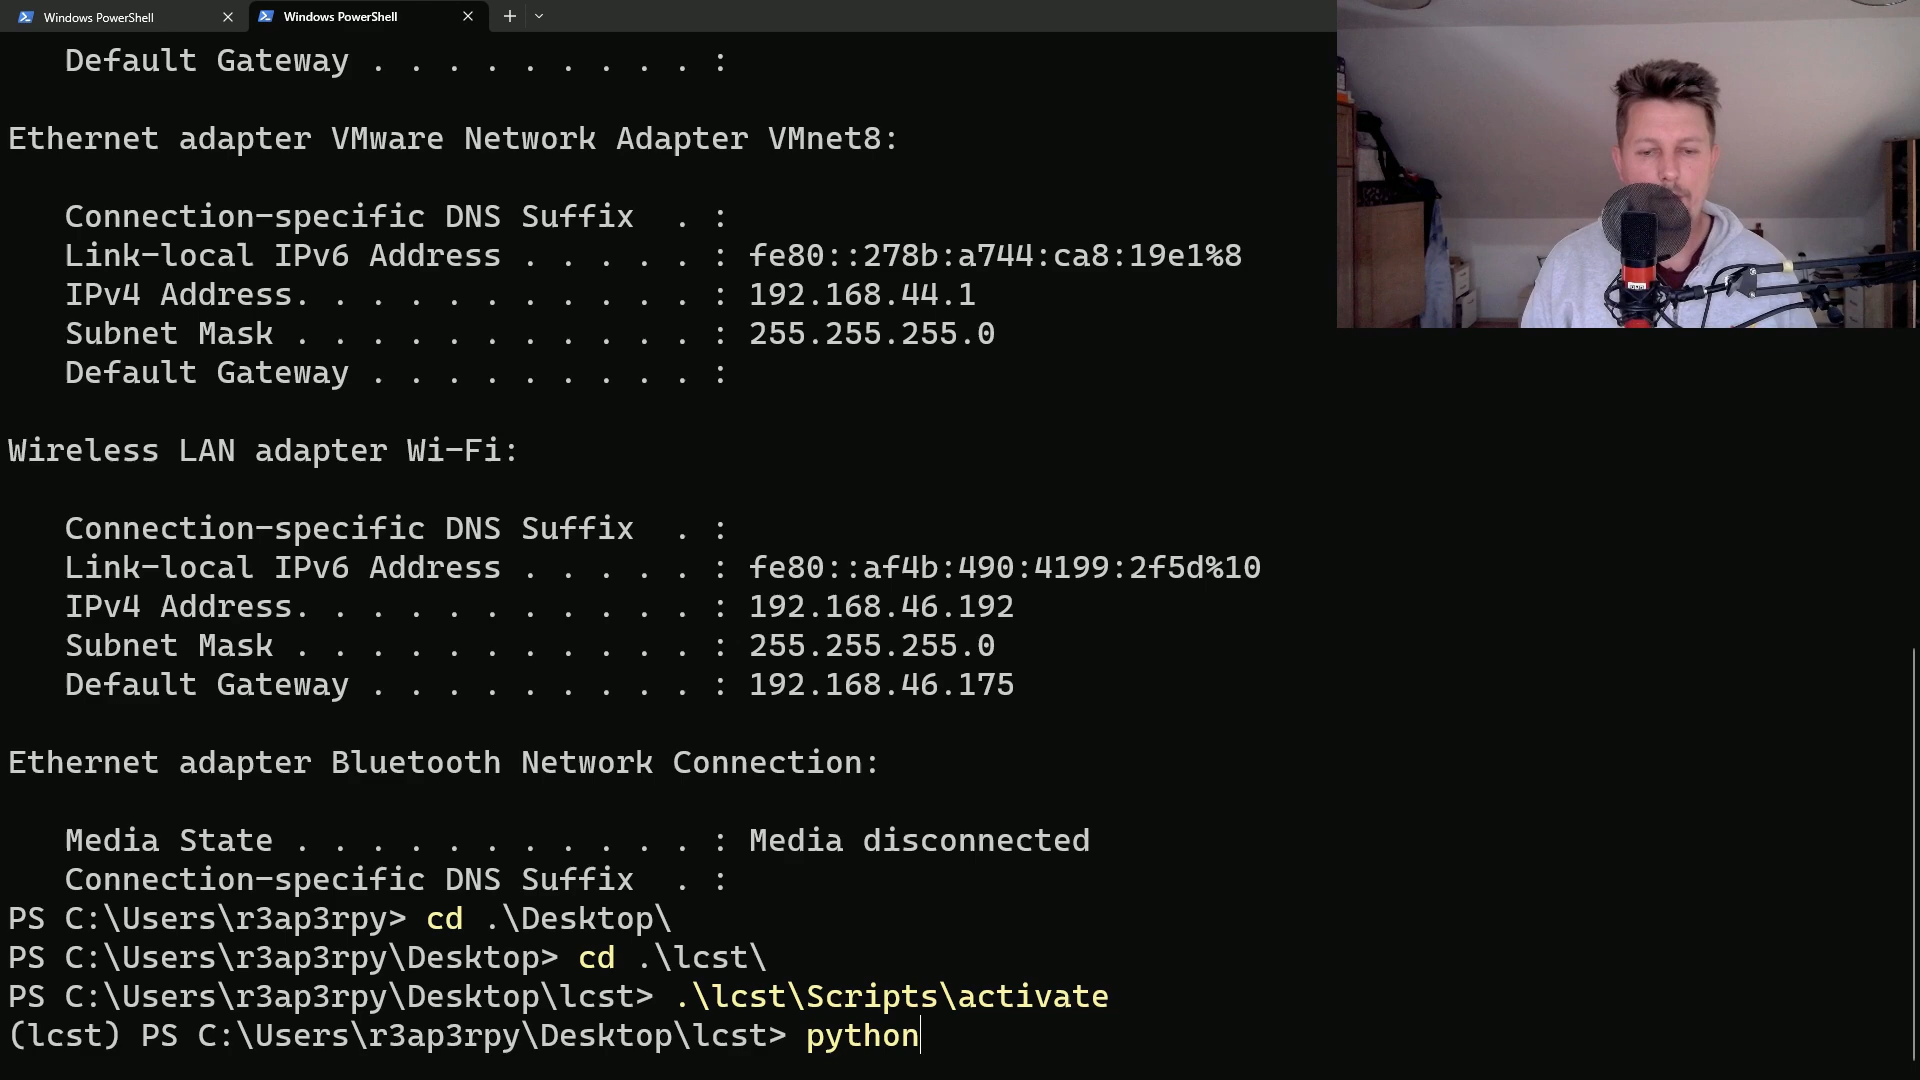 Windows PowerShell
Windows PowerShell
Default Gateway . . . . . . . . . :
Ethernet adapter VMware Network Adapter VMnet8:
Connection-specific DNS Suffix  . :
Link-local IPv6 Address . . . . . : fe80::278b:a744:ca8:19e1%8
IPv4 Address. . . . . . . . . . . : 192.168.44.1
Subnet Mask . . . . . . . . . . . : 255.255.255.0
Default Gateway . . . . . . . . . :
Wireless LAN adapter Wi-Fi:
Connection-specific DNS Suffix  . :
Link-local IPv6 Address . . . . . : fe80::af4b:490:4199:2f5d%10
IPv4 Address. . . . . . . . . . . : 192.168.46.192
Subnet Mask . . . . . . . . . . . : 255.255.255.0
Default Gateway . . . . . . . . . : 192.168.46.175
Ethernet adapter Bluetooth Network Connection:
Media State . . . . . . . . . . . : Media disconnected
Connection-specific DNS Suffix  . :
PS C:\Users\r3ap3rpy> cd .\Desktop\
PS C:\Users\r3ap3rpy\Desktop> cd .\lcst\
PS C:\Users\r3ap3rpy\Desktop\lcst> .\lcst\Scripts\activate
(lcst) PS C:\Users\r3ap3rpy\Desktop\lcst> python